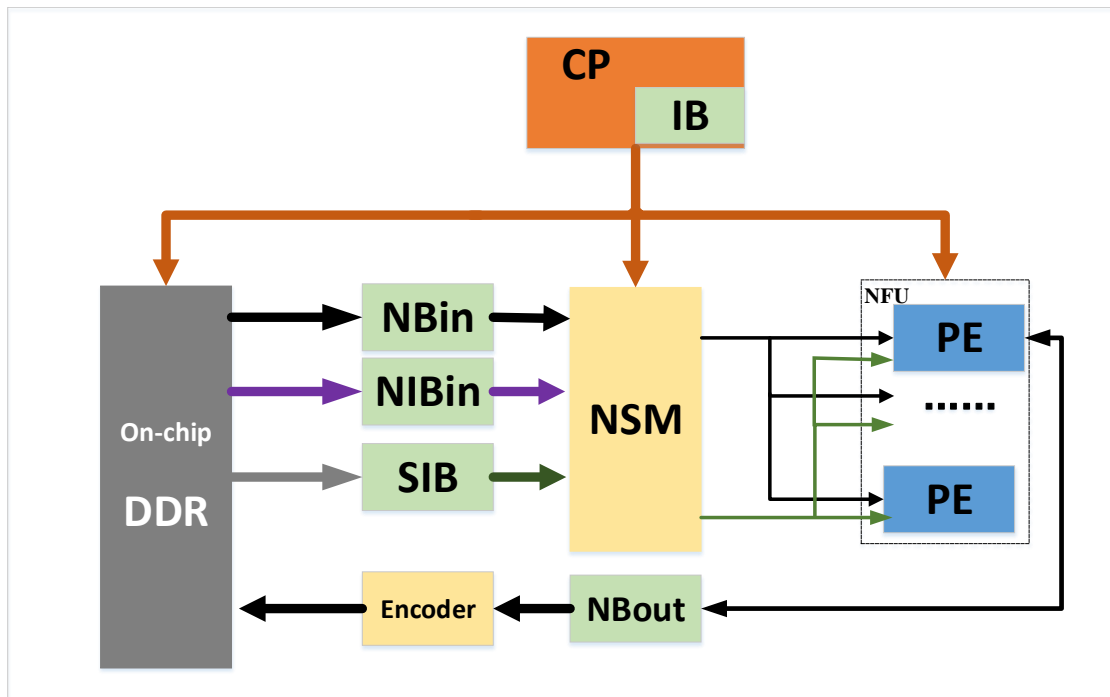 CP
IB
NFU
NBin
PE
NIBin
NSM
......
On-chip
SIB
PE
DDR
Encoder
NBout